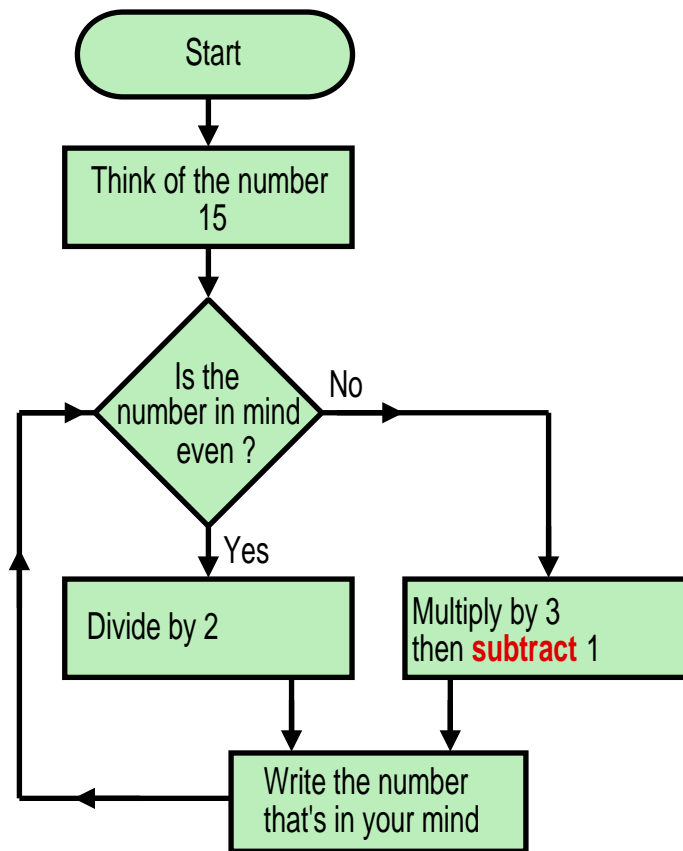 Start
Think of the number
15
Is the
number in mind
even ?
No
Yes
Divide by 2
Multiply by 3
then subtract 1
Write the number
that's in your mind